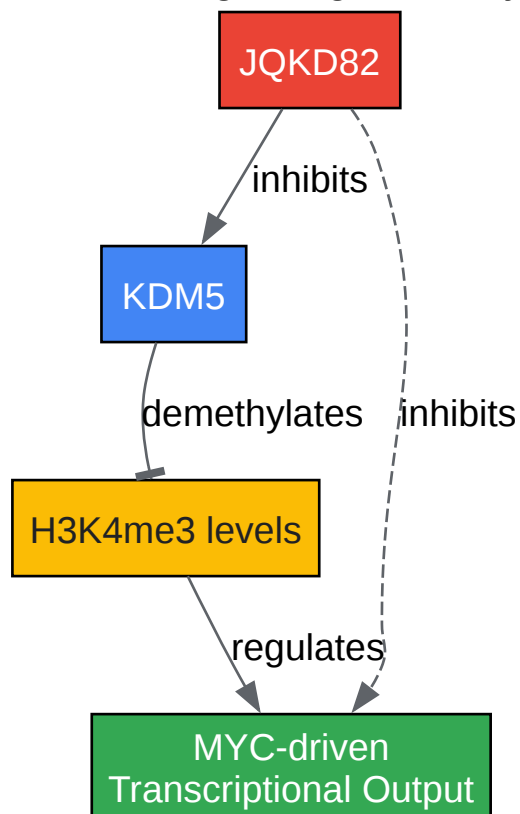 JQKD82
inhibits
KDM5
demethylates
inhibits
H3K4me3 levels
regulates
MYC-driven
Transcriptional Output